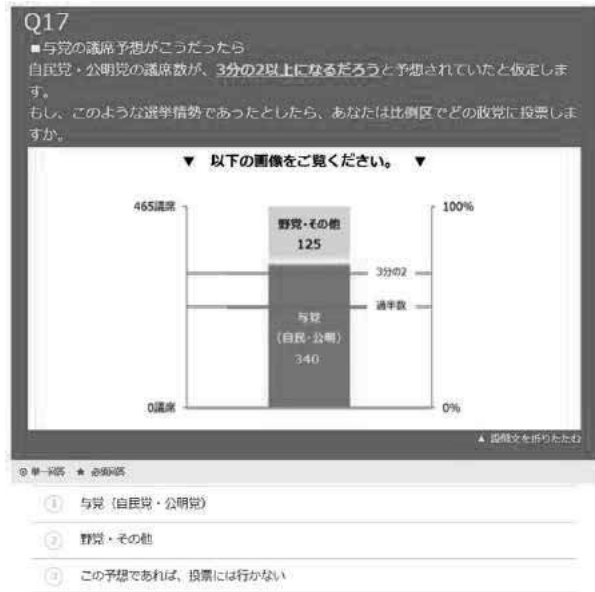 Q17
■与党の議席予想がこうだったら
自民党・公明党の議席数が、3分の2以上になるだろうと予想されていたと仮定しま
す。
もし、このような選挙情勢であったとしたら、あなたは比例区でどの政党に投票しま
すか。
▼ 以下の画像をご覧ください。 ▼
465議席
100%
野党・その他
125
3分の2
過半数
与党
(自民・公明)
340
0議席
0%
▲ 設問文を折りたたむ
◎ 単一回答 ★ 必須回答
① 与党（自民党・公明党）
② 野党・その他
③ この予想であれば、投票には行かない